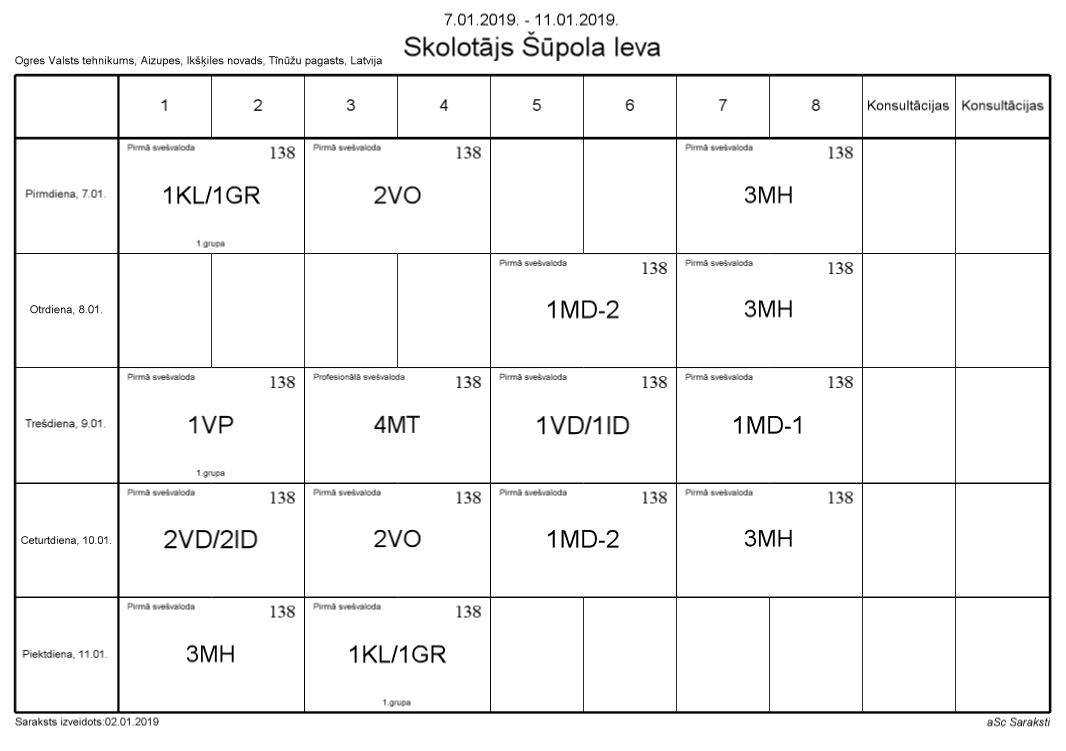 7.01.2019. - 11.01.2019.
Skolotājs Šūpola Ieva
Ogres Valsts tehnikums, Aizupes, Ikšķiles novads, Tīnūžu pagasts, Latvija
1 2 3 4 5 6 7 8 Konsultācijas Konsultācijas
Pirmā svešvaloda 138 Pirmā svešvaloda 138 Pirmā svešvaloda 138
Pirmdiena, 7.01. 1KL/1GR 2VO 3MH
1.grupa
Pirmā svešvaloda 138 Pirmā svešvaloda 138
Otrdiena, 8.01. 1MD-2 3MH
Pirmā svešvaloda 138 Profesionālā svešvaloda 138 Pirmā svešvaloda 138 Pirmā svešvaloda 138
Trešdiena, 9.01. 1VP 4MT 1VD/1ID 1MD-1
1.grupa
Pirmā svešvaloda 138 Pirmā svešvaloda 138 Pirmā svešvaloda 138 Pirmā svešvaloda 138
Ceturtdiena, 10.01. 2VD/2ID 2VO 1MD-2 3MH
Pirmā svešvaloda 138 Pirmā svešvaloda 138
Piektdiena, 11.01. 3MH 1KL/1GR
1.grupa
Saraksts izveidots:02.01.2019 aSc Saraksti